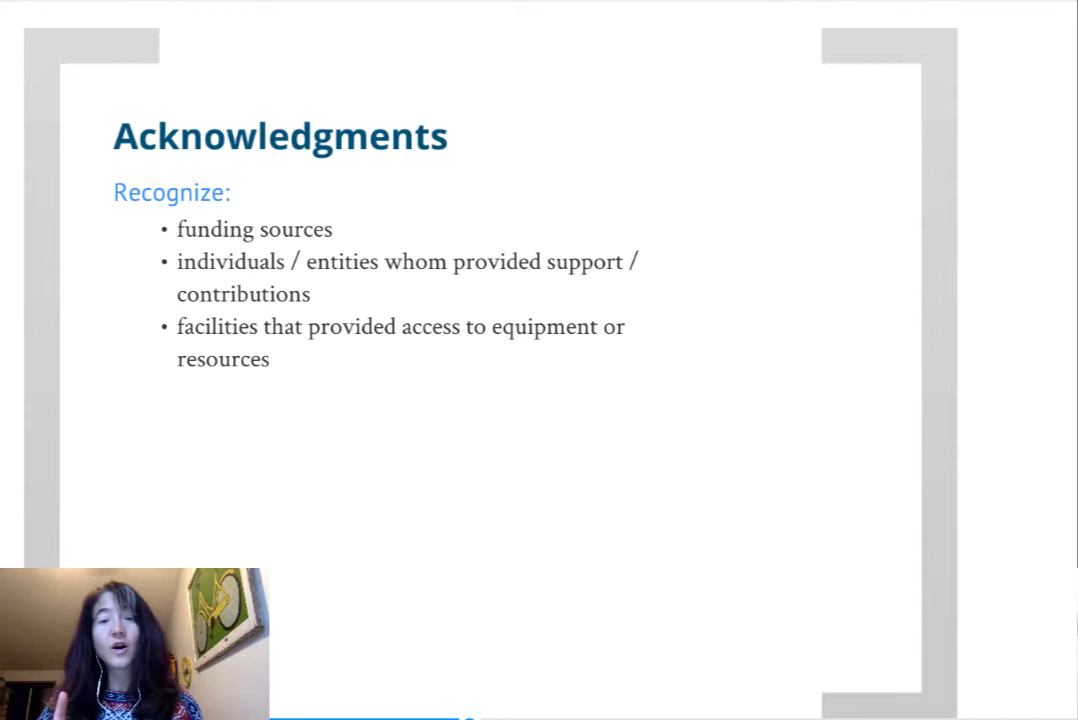 Acknowledgments
Recognize:
• funding sources
• individuals / entities whom provided support /
contributions
• facilities that provided access to equipment or
resources